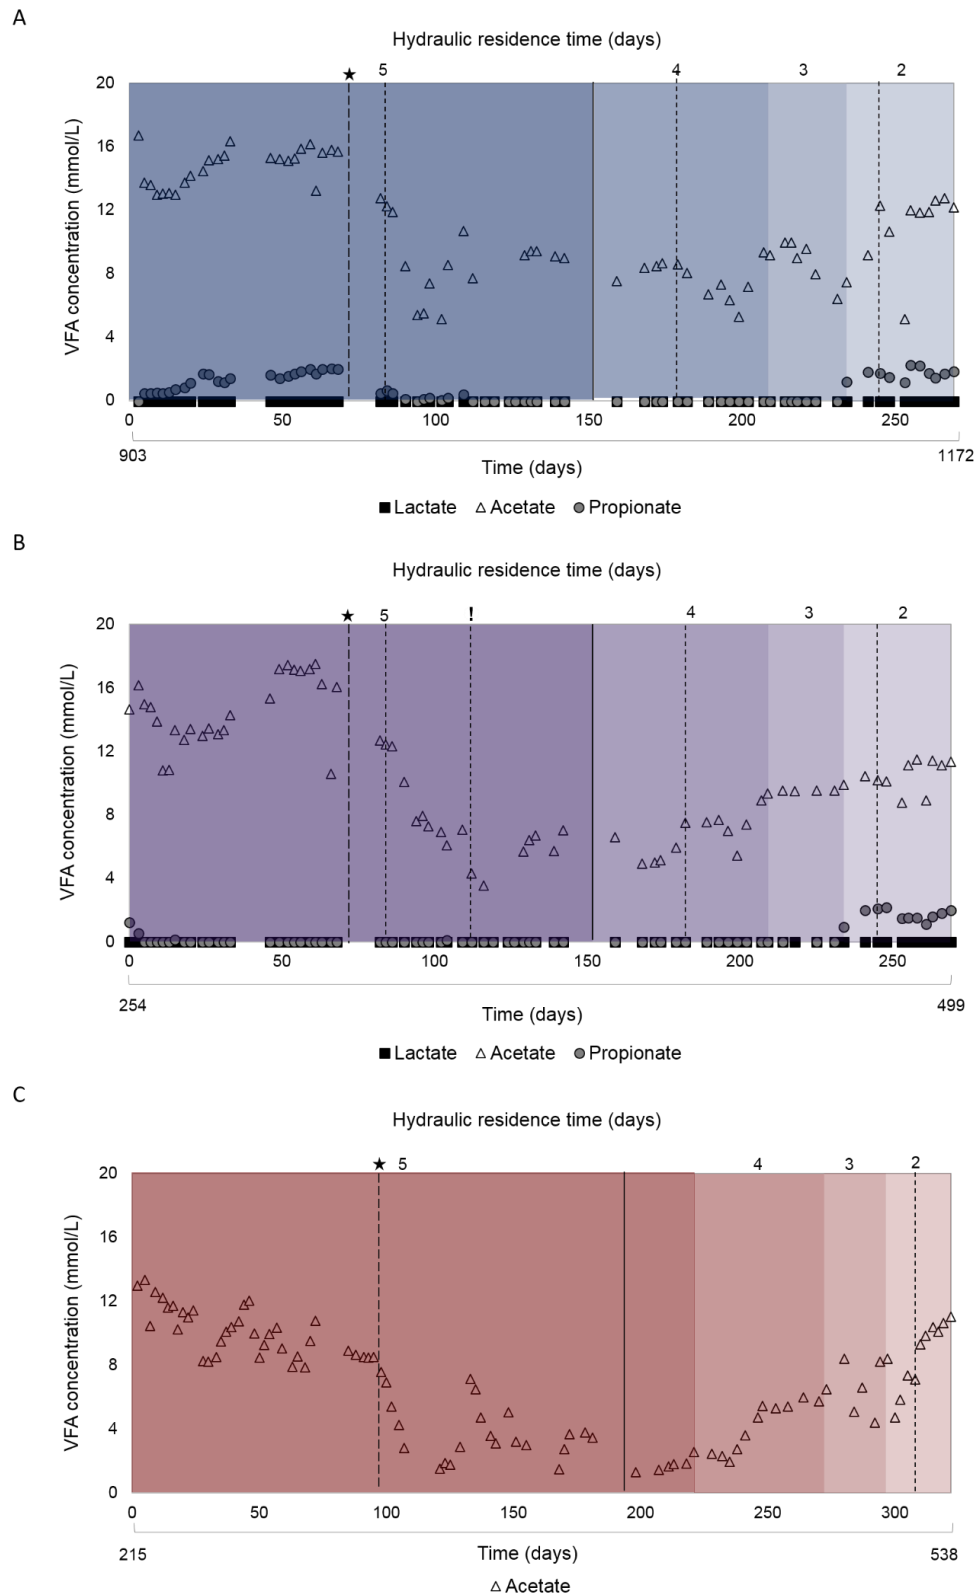 A
Hydraulic residence time (days)
★ 5 4 3 2
20
16
12
8
4
0
VFA concentration (mmol/L)
0 50 100 150 200 250
903 1172
Time (days)
■ Lactate △ Acetate ● Propionate
B
Hydraulic residence time (days)
★ 5 ! 4 3 2
20
16
12
8
4
0
VFA concentration (mmol/L)
0 50 100 150 200 250
254 499
Time (days)
■ Lactate △ Acetate ● Propionate
C
Hydraulic residence time (days)
★ 5 4 3 2
20
16
12
8
4
0
VFA concentration (mmol/L)
0 50 100 150 200 250 300
215 538
Time (days)
△ Acetate